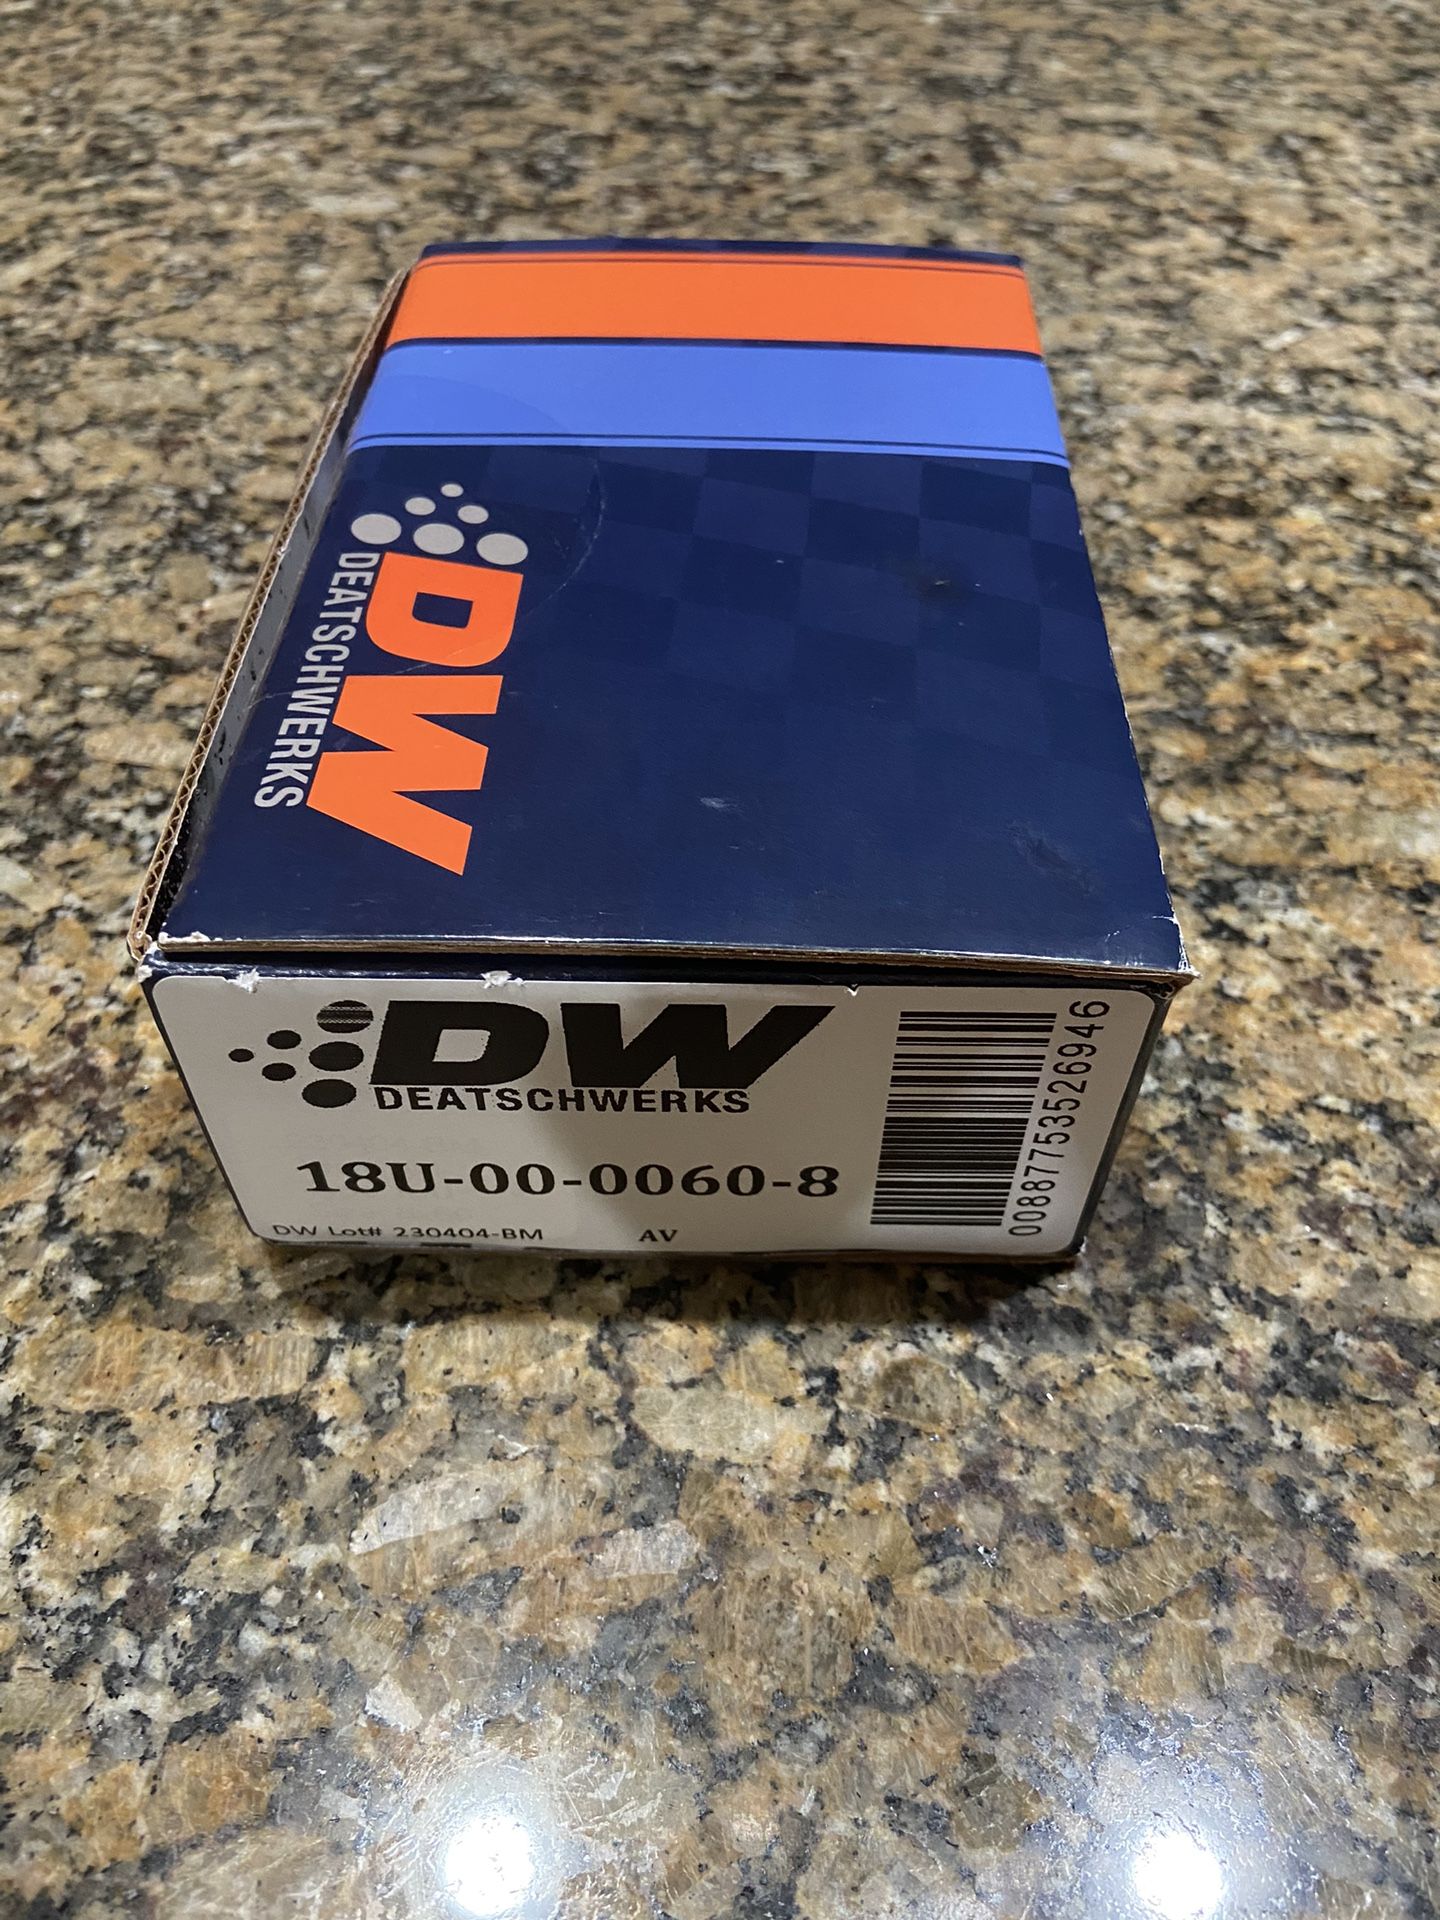 DW
DEATSCHWERKS
DW
DEATSCHWERKS
18U-00-0060-8
DW Lot# 230404-BM AV
00887753526946